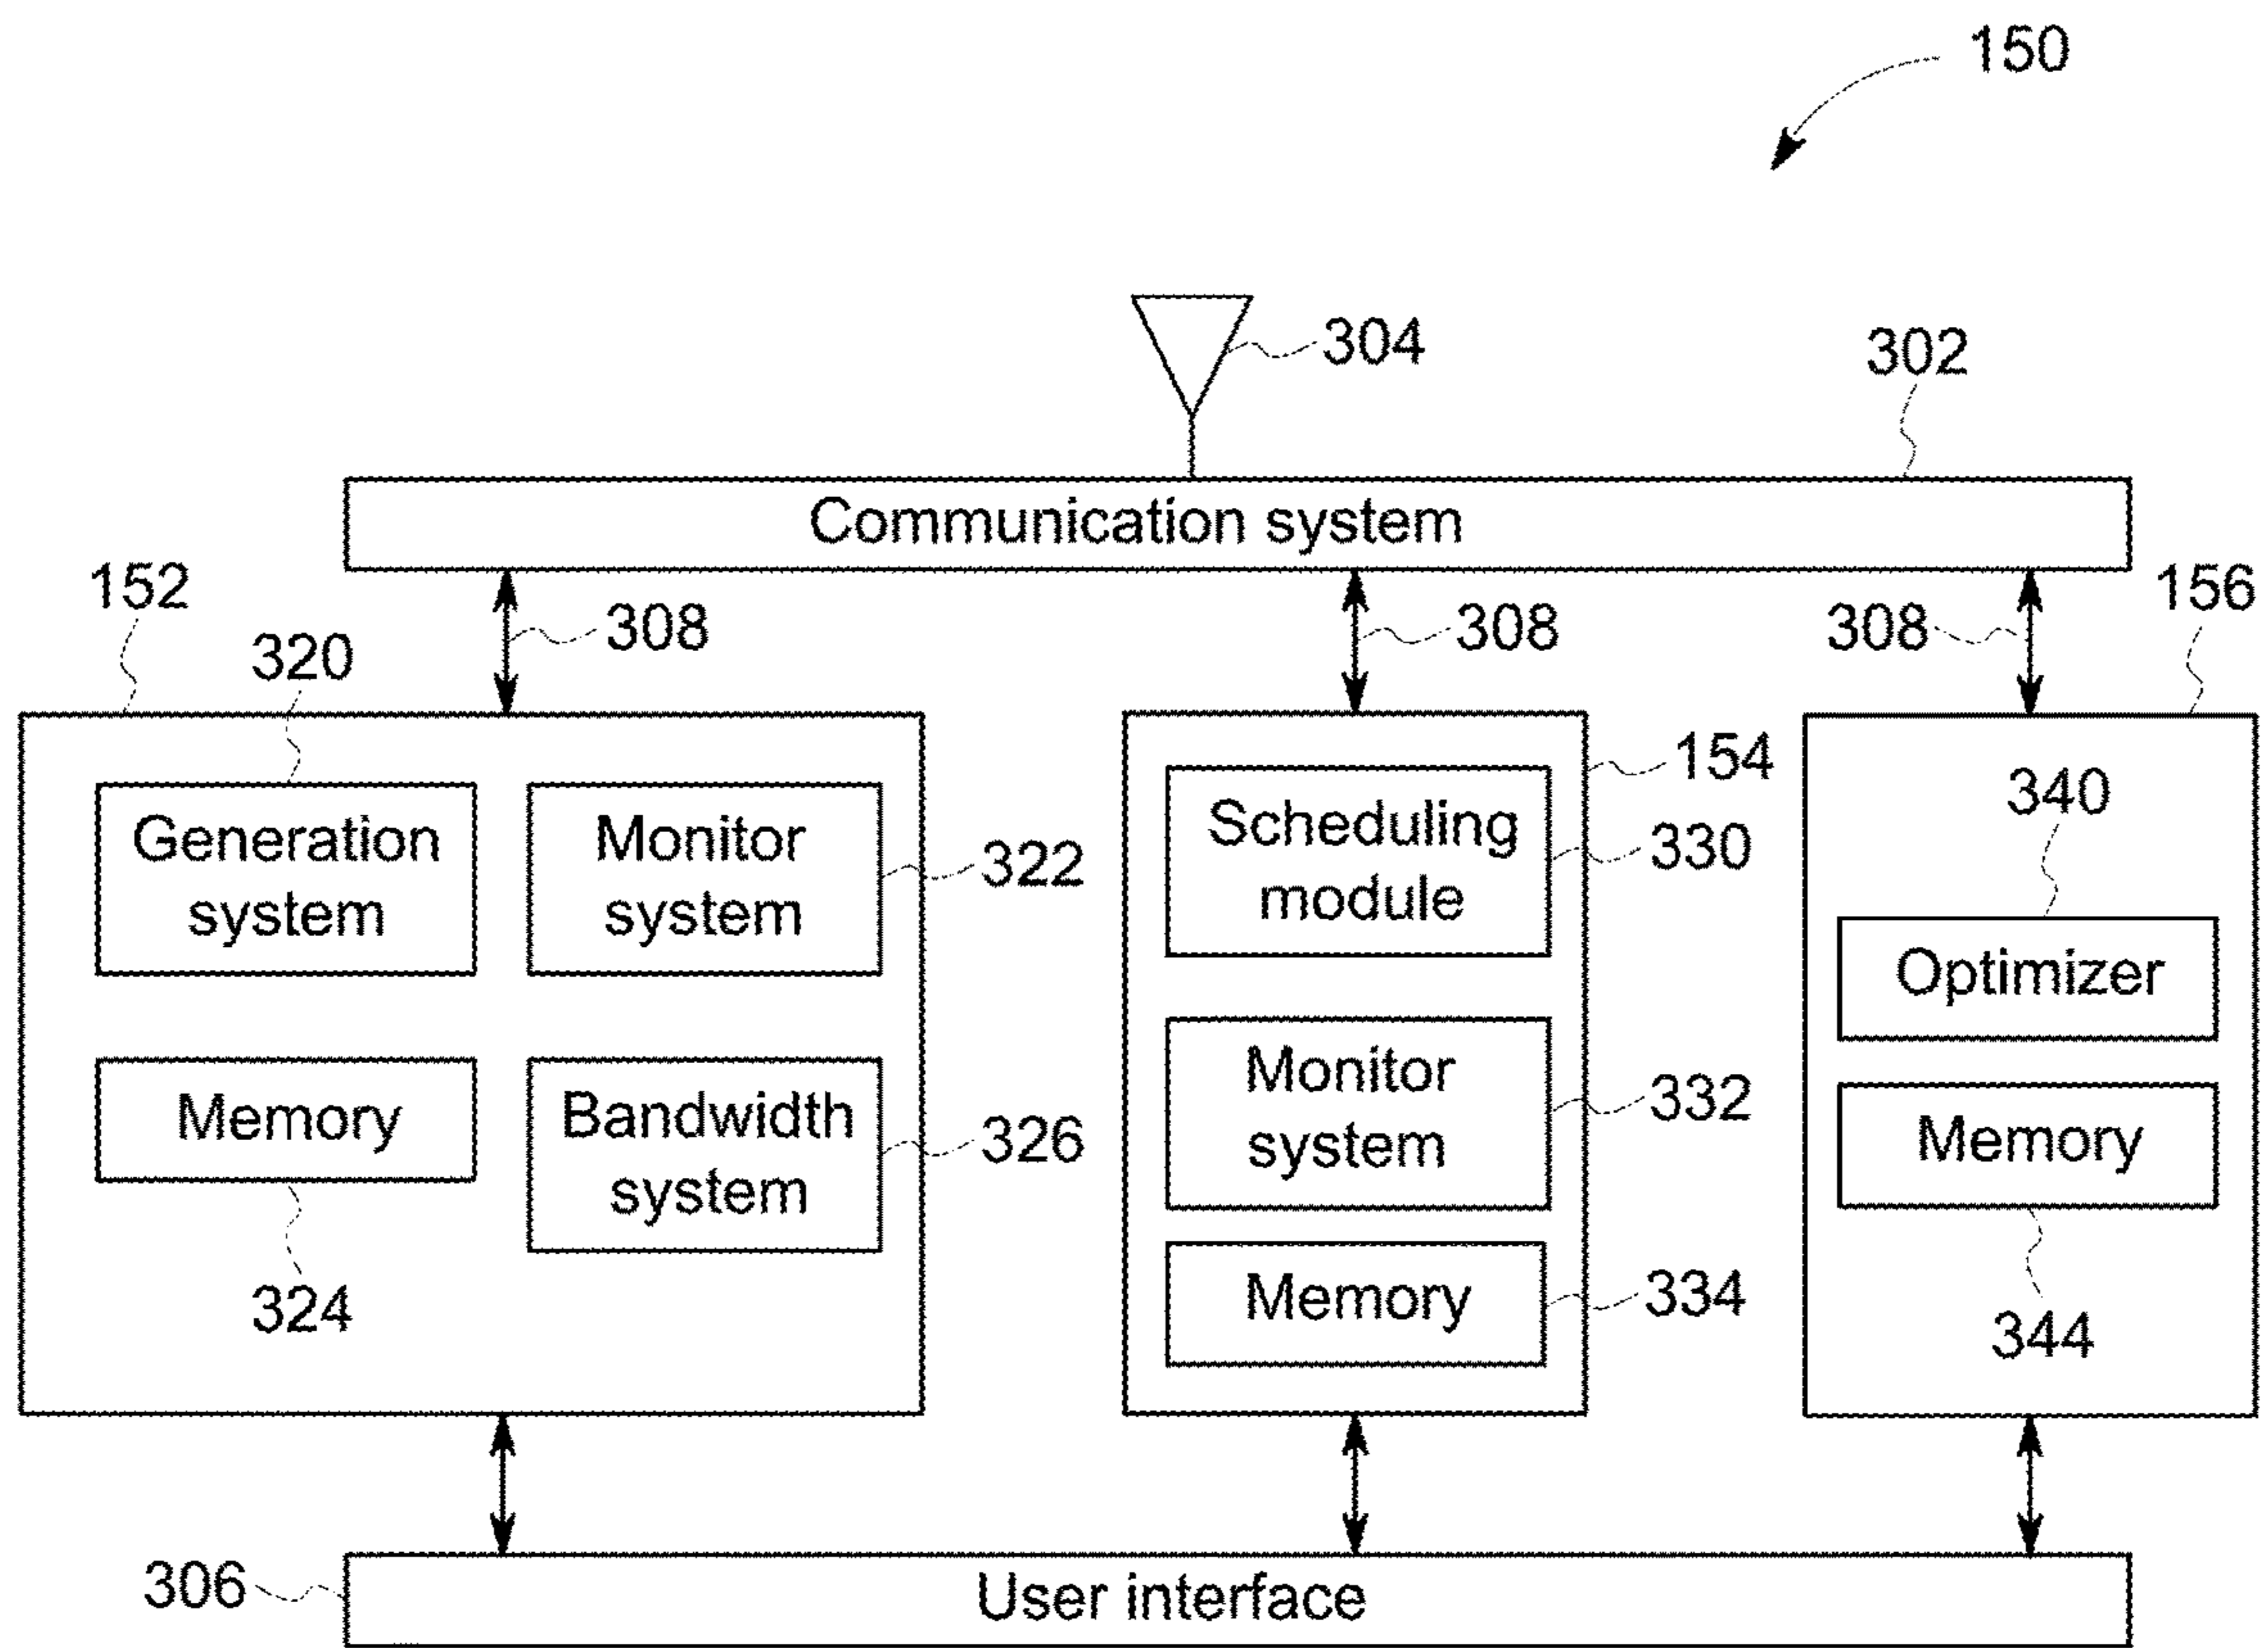 150
304
302
Communication system
152
308
308
308
156
320
154
340
Generation
system
Monitor
system
322
Scheduling
module
330
Optimizer
Memory
324
Bandwidth
system
326
Monitor
system
332
Memory
344
Memory
334
306
User interface